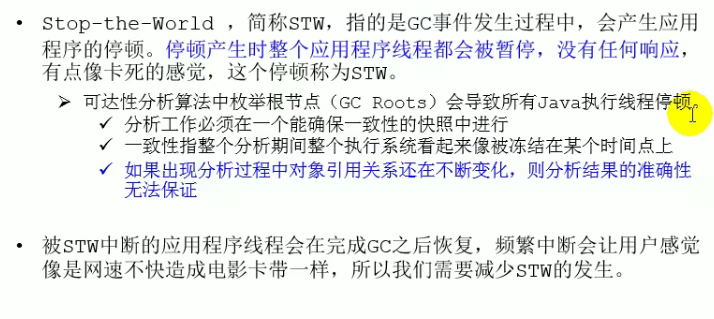 • Stop-the-World ，简称STW，指的是GC事件发生过程中，会产生应用
程序的停顿。停顿产生时整个应用程序线程都会被暂停，没有任何响应，
有点像卡死的感觉，这个停顿称为STW。
➢ 可达性分析算法中枚举根节点（GC Roots）会导致所有Java执行线程停顿。
✓ 分析工作必须在一个能确保一致性的快照中进行
✓ 一致性指整个分析期间整个执行系统看起来像被冻结在某个时间点上
✓ 如果出现分析过程中对象引用关系还在不断变化，则分析结果的准确性
无法保证
• 被STW中断的应用程序线程会在完成GC之后恢复，频繁中断会让用户感觉
像是网速不快造成电影卡带一样，所以我们需要减少STW的发生。